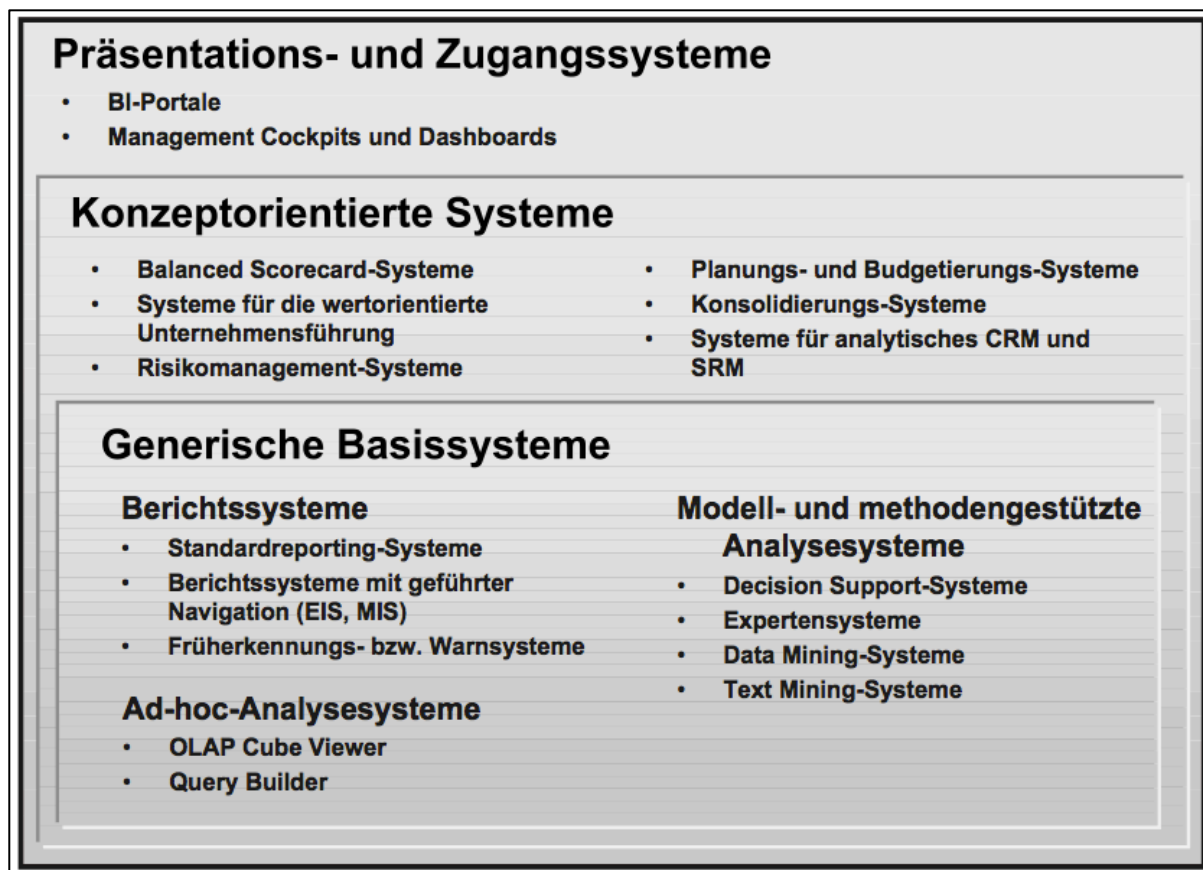 Präsentations- und Zugangssysteme
• BI-Portale
• Management Cockpits und Dashboards
Konzeptorientierte Systeme
• Balanced Scorecard-Systeme
• Systeme für die wertorientierte
Unternehmensführung
• Risikomanagement-Systeme
• Planungs- und Budgetierungs-Systeme
• Konsolidierungs-Systeme
• Systeme für analytisches CRM und
SRM
Generische Basissysteme
Berichtssysteme
• Standardreporting-Systeme
• Berichtssysteme mit geführter
Navigation (EIS, MIS)
• Früherkennungs- bzw. Warnsysteme
Ad-hoc-Analysesysteme
• OLAP Cube Viewer
• Query Builder
Modell- und methodengestützte
Analysesysteme
• Decision Support-Systeme
• Expertensysteme
• Data Mining-Systeme
• Text Mining-Systeme